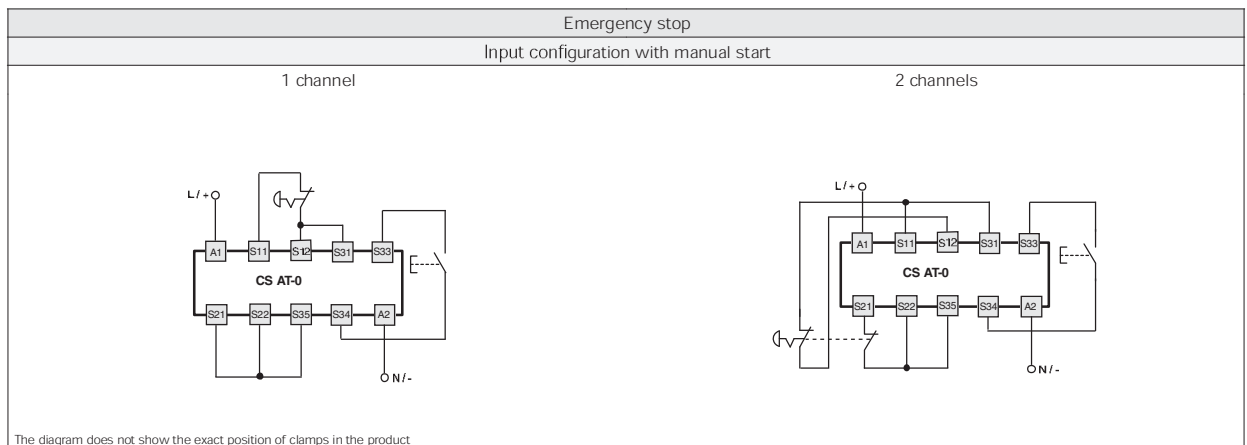 Emergency stop
Input configuration with manual start
1 channel
2 channels
L/+
A1 S11 S12 S31 S33
CS AT-0
S21 S22 S35 S34 A2
N/-
L/+
A1 S11 S12 S31 S33
CS AT-0
S21 S22 S35 S34 A2
N/-
The diagram does not show the exact position of clamps in the product